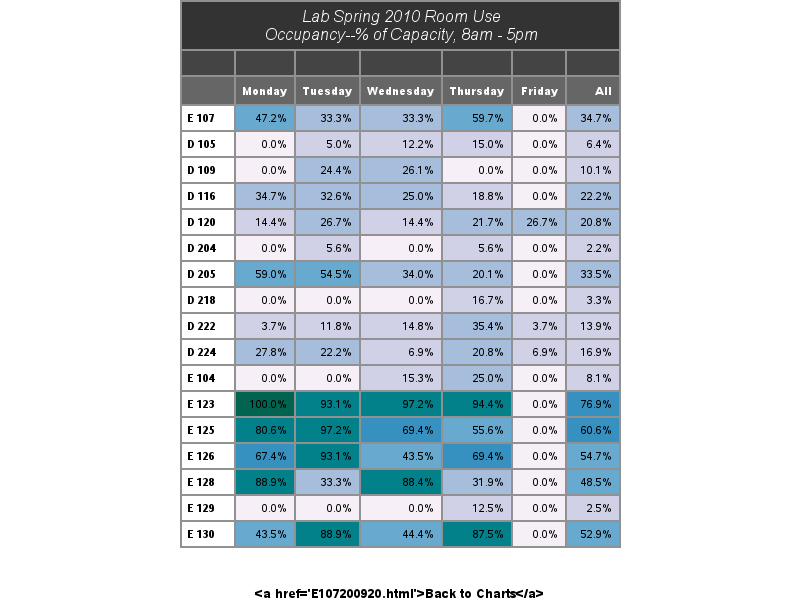 Lab Spring 2010 Room Use
Occupancy--% of Capacity, 8am - 5pm
Monday Tuesday Wednesday Thursday Friday All
E 107 47.2% 33.3% 33.3% 59.7% 0.0% 34.7%
D 105 0.0% 5.0% 12.2% 15.0% 0.0% 6.4%
D 109 0.0% 24.4% 26.1% 0.0% 0.0% 10.1%
D 116 34.7% 32.6% 25.0% 18.8% 0.0% 22.2%
D 120 14.4% 26.7% 14.4% 21.7% 26.7% 20.8%
D 204 0.0% 5.6% 0.0% 5.6% 0.0% 2.2%
D 205 59.0% 54.5% 34.0% 20.1% 0.0% 33.5%
D 218 0.0% 0.0% 0.0% 16.7% 0.0% 3.3%
D 222 3.7% 11.8% 14.8% 35.4% 3.7% 13.9%
D 224 27.8% 22.2% 6.9% 20.8% 6.9% 16.9%
E 104 0.0% 0.0% 15.3% 25.0% 0.0% 8.1%
E 123 100.0% 93.1% 97.2% 94.4% 0.0% 76.9%
E 125 80.6% 97.2% 69.4% 55.6% 0.0% 60.6%
E 126 67.4% 93.1% 43.5% 69.4% 0.0% 54.7%
E 128 88.9% 33.3% 88.4% 31.9% 0.0% 48.5%
E 129 0.0% 0.0% 0.0% 12.5% 0.0% 2.5%
E 130 43.5% 88.9% 44.4% 87.5% 0.0% 52.9%
<a href='E107200920.html'>Back to Charts</a>